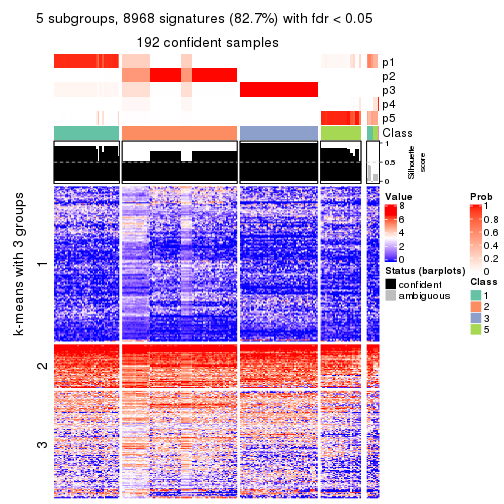 5 subgroups, 8968 signatures (82.7%) with fdr < 0.05
192 confident samples
p1
p2
p3
p4
p5
Class
1
0.5
0
Silhouette
score
k-means with 3 groups
1
2
3
Value
8
6
4
2
0
Status (barplots)
confident
ambiguous
Prob
1
0.8
0.6
0.4
0.2
0
Class
1
2
3
5